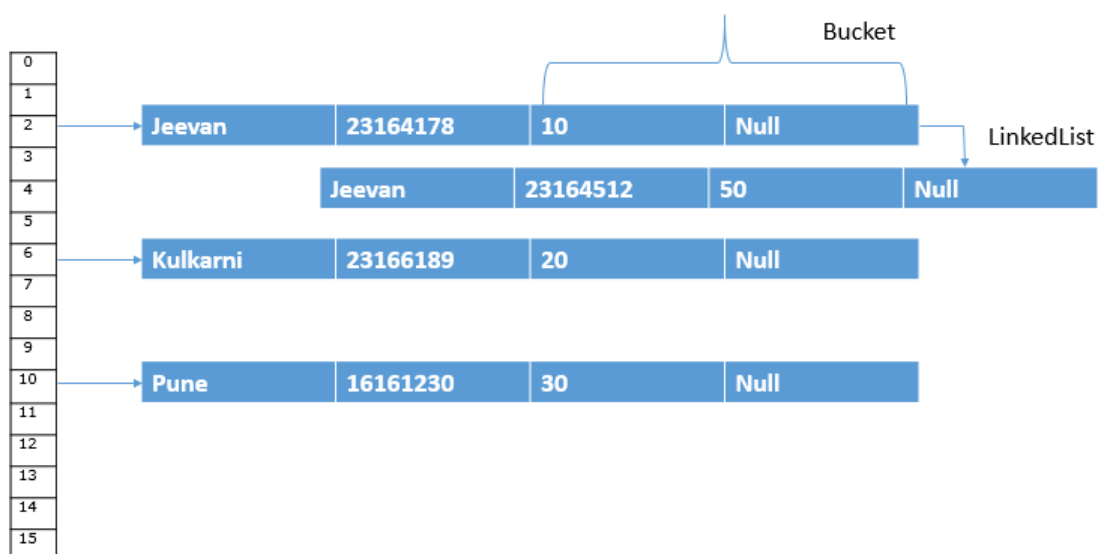 Bucket
0
1
2 Jeevan 23164178 10 Null
LinkedList
3
4 Jeevan 23164512 50 Null
5
6 Kulkarni 23166189 20 Null
7
8
9
10 Pune 16161230 30 Null
11
12
13
14
15